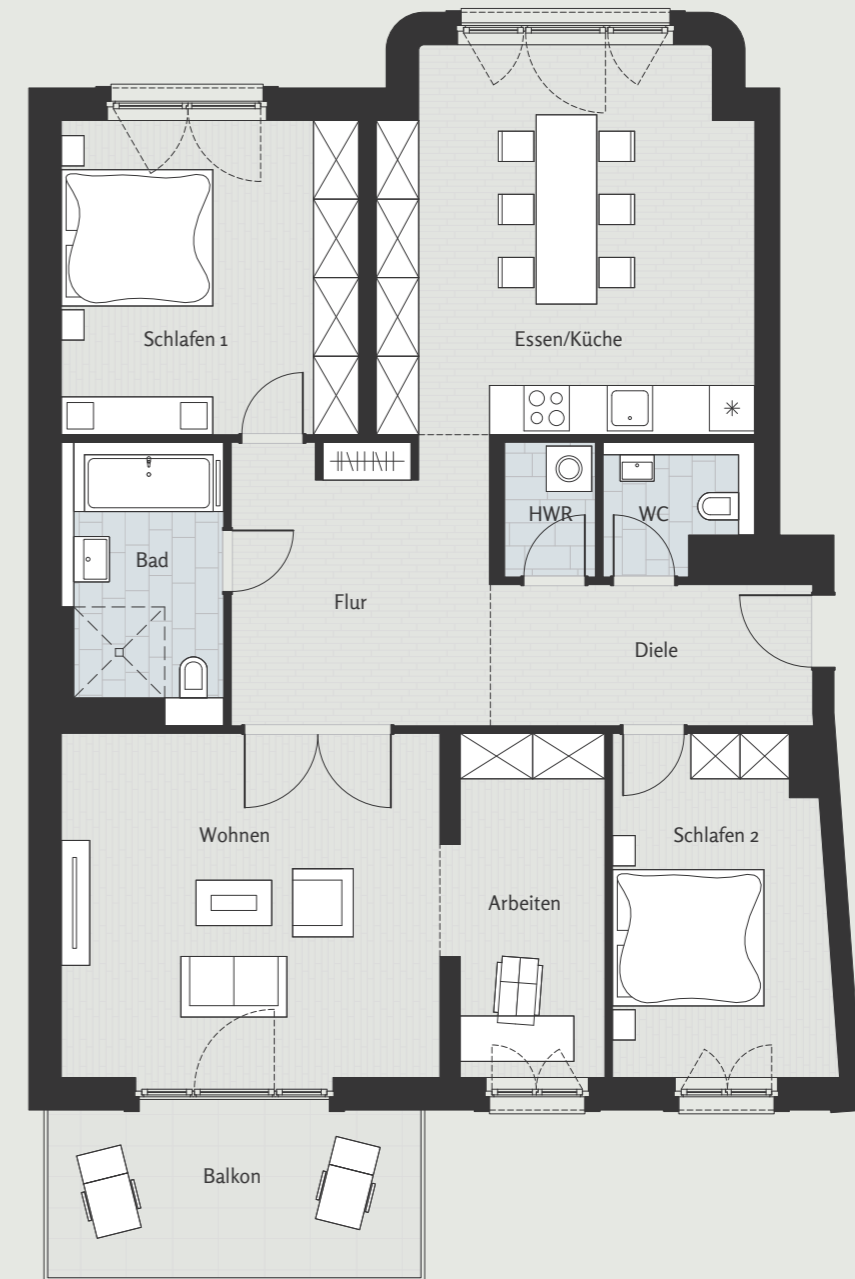 Schlafen 1
Essen/Küche
HWR
WC
Bad
Flur
Diele
Wohnen
Schlafen 2
Arbeiten
Balkon